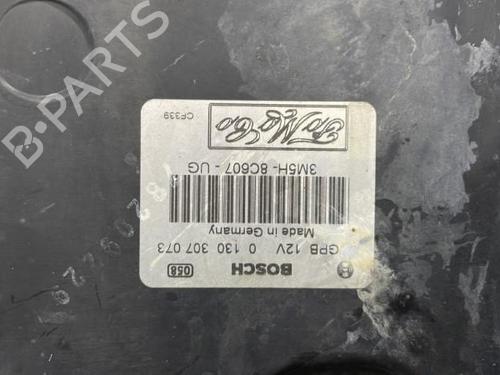 B-PARTS
BOSCH
058
GPB 12V 0 130 307 073
Made in Germany
3M5H-8C607-UG
FoMoCo
CF339